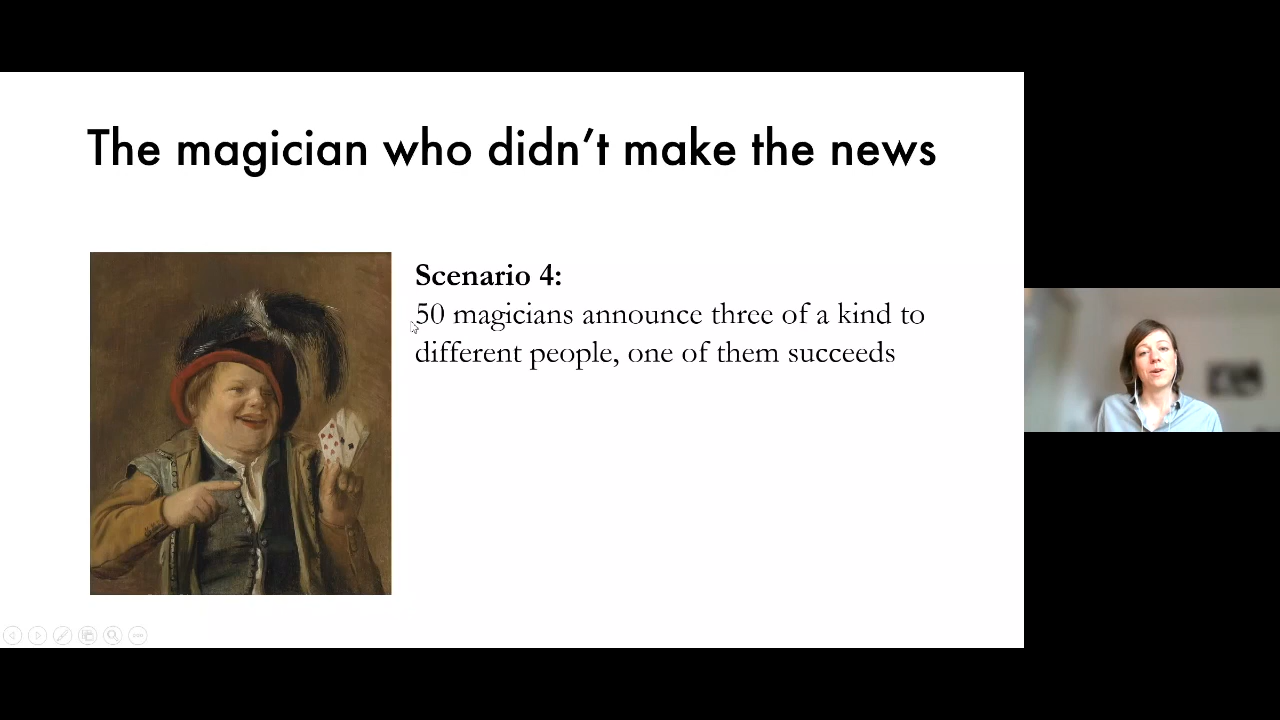 The magician who didn't make the news
Scenario 4:
50 magicians announce three of a kind to
different people, one of them succeeds